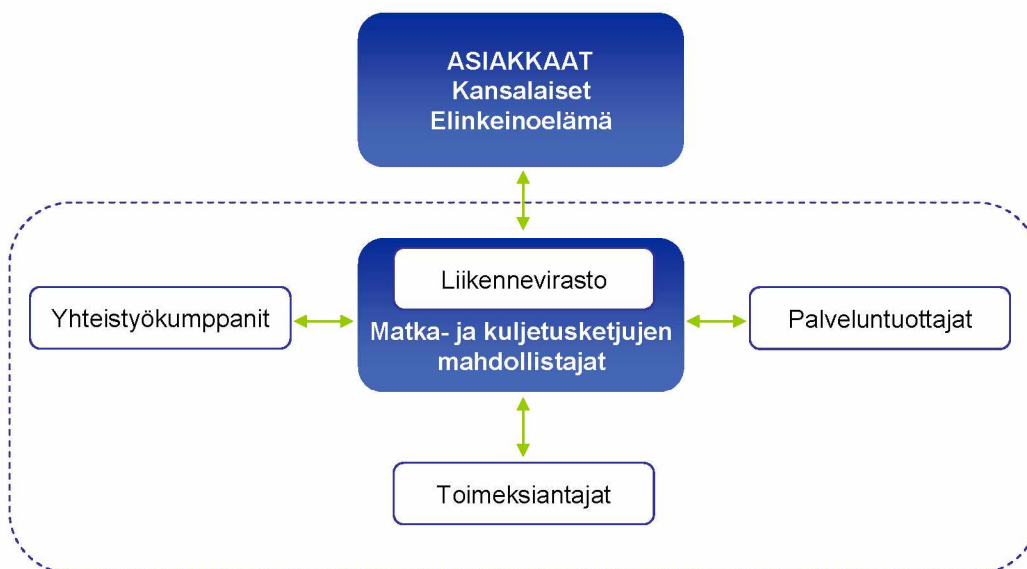 ASIAKKAAT
Kansalaiset
Elinkeinoelämä
Liikennevirasto
Yhteistyökumppanit
Matka- ja kuljetusketjujen
mahdollistajat
Palveluntuottajat
Toimeksiantajat